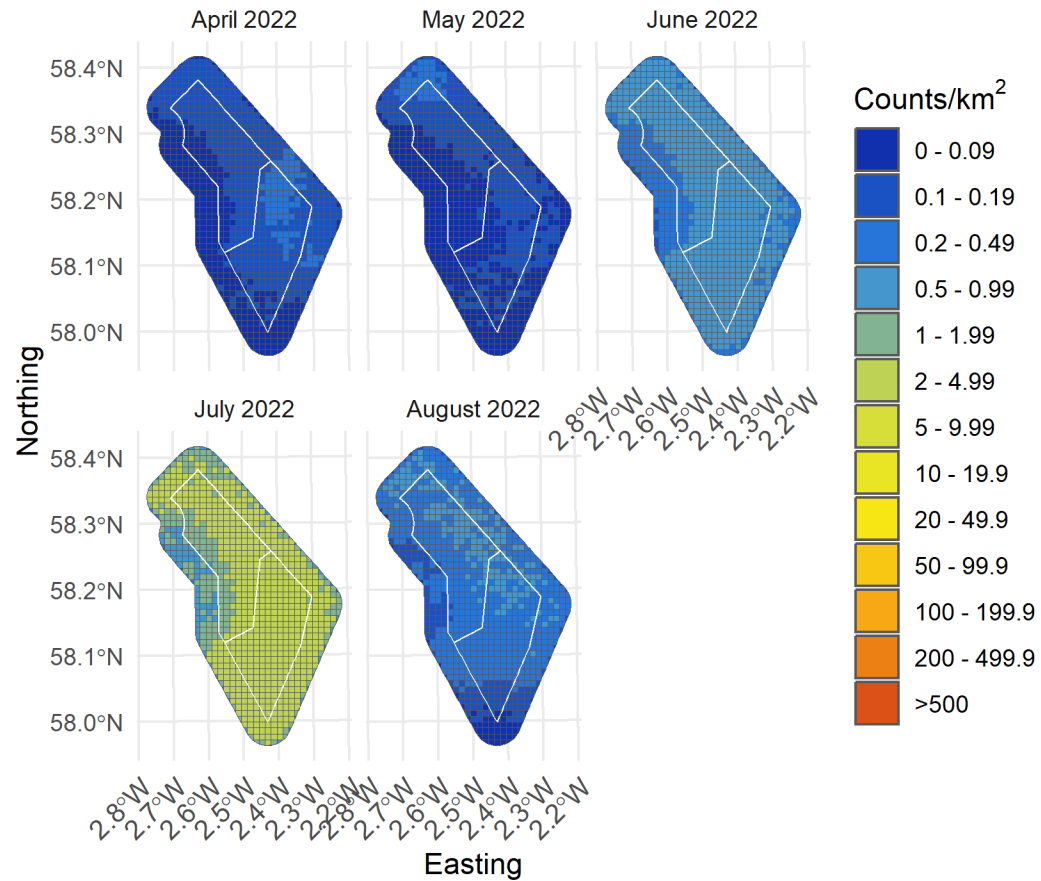 April 2022
May 2022
June 2022
58.4°N
58.3°N
58.2°N
58.1°N
58.0°N
2.8°W
2.7°W
2.6°W
2.5°W
2.4°W
2.3°W
2.2°W
July 2022
August 2022
58.4°N
58.3°N
58.2°N
58.1°N
58.0°N
2.8°W
2.7°W
2.6°W
2.5°W
2.4°W
2.3°W
2.2°W
2.8°W
2.7°W
2.6°W
2.5°W
2.4°W
2.3°W
2.2°W
Northing
Easting
Counts/km²
0 - 0.09
0.1 - 0.19
0.2 - 0.49
0.5 - 0.99
1 - 1.99
2 - 4.99
5 - 9.99
10 - 19.9
20 - 49.9
50 - 99.9
100 - 199.9
200 - 499.9
>500